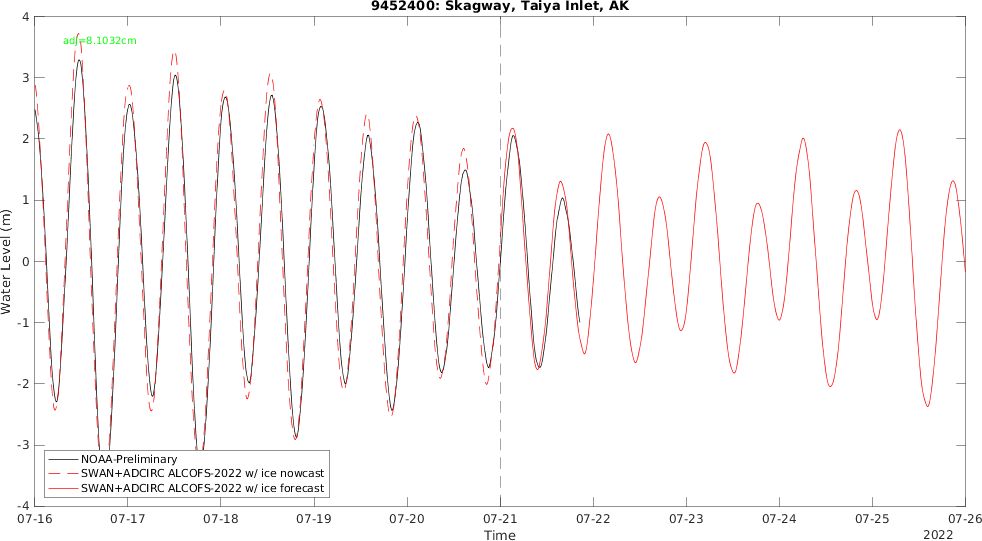 9452400: Skagway, Taiya Inlet, AK
adj=8.1032cm
Water Level (m)
4
3
2
1
0
-1
-2
-3
-4
NOAA-Preliminary
SWAN+ADCIRC ALCOFS-2022 w/ ice nowcast
SWAN+ADCIRC ALCOFS-2022 w/ ice forecast
07-16 07-17 07-18 07-19 07-20 07-21 07-22 07-23 07-24 07-25 07-26
Time
2022